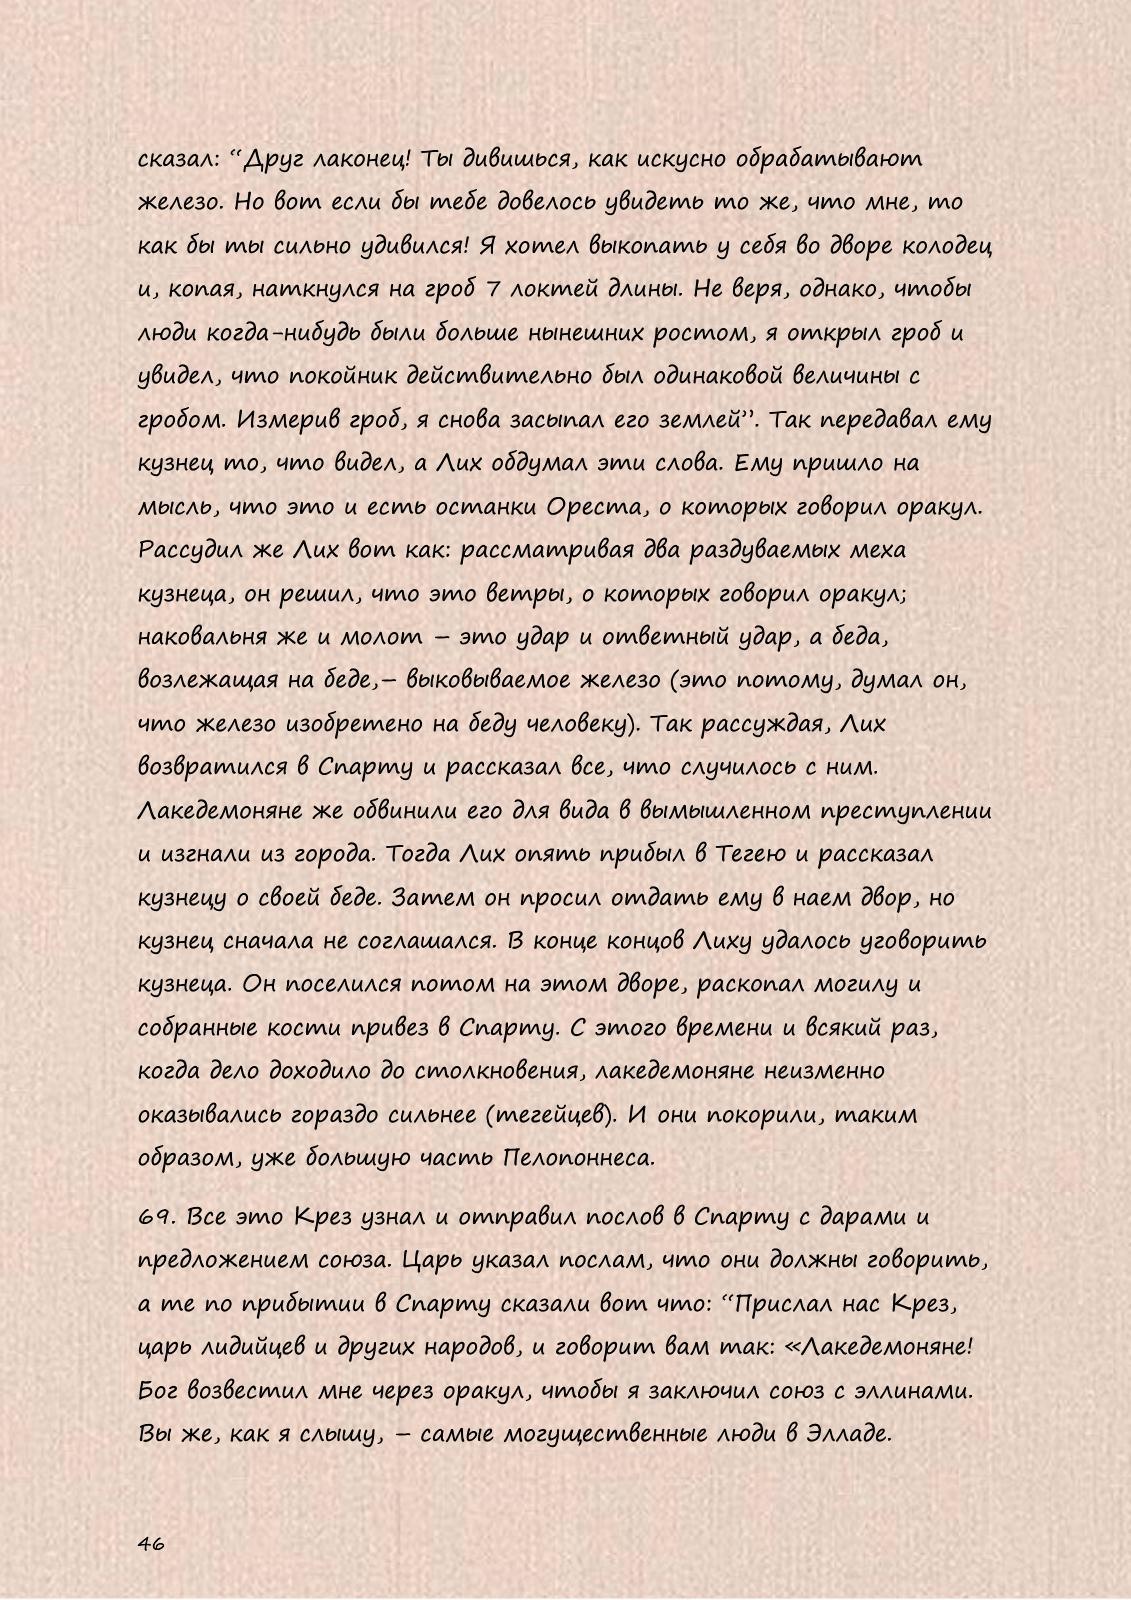 сказал: “Друг лаконец! Ты дивишься, как искусно обрабатывают
железо. Но вот если бы тебе довелось увидеть то же, что мне, то
как бы ты сильно удивился! Я хотел выкопать у себя во дворе колодец
и, копая, наткнулся на гроб 7 локтей длины. Не веря, однако, чтобы
люди когда-нибудь были больше нынешних ростом, я открыл гроб и
увидел, что покойник действительно был одинаковой величины с
гробом. Измерив гроб, я снова засыпал его землей”. Так передавал ему
кузнец то, что видел, а Лих обдумал эти слова. Ему пришло на
мысль, что это и есть останки Ореста, о которых говорил оракул.
Рассудил же Лих вот как: рассматривая два раздуваемых меха
кузнеца, он решил, что это ветры, о которых говорил оракул;
наковальня же и молот – это удар и ответный удар, а беда,
возлежащая на беде,– выковываемое железо (это потому, думал он,
что железо изобретено на беду человеку). Так рассуждая, Лих
возвратился в Спарту и рассказал все, что случилось с ним.
Лакедемоняне же обвинили его для вида в вымышленном преступлении
и изгнали из города. Тогда Лих опять прибыл в Тегею и рассказал
кузнецу о своей беде. Затем он просил отдать ему в наем двор, но
кузнец сначала не соглашался. В конце концов Лиху удалось уговорить
кузнеца. Он поселился потом на этом дворе, раскопал могилу и
собранные кости привез в Спарту. С этого времени и всякий раз,
когда дело доходило до столкновения, лакедемоняне неизменно
оказывались гораздо сильнее (тегейцев). И они покорили, таким
образом, уже большую часть Пелопоннеса.
69. Все это Крез узнал и отправил послов в Спарту с дарами и
предложением союза. Царь указал послам, что они должны говорить,
а те по прибытии в Спарту сказали вот что: “Прислал нас Крез,
царь лидийцев и других народов, и говорит вам так: «Лакедемоняне!
Бог возвестил мне через оракул, чтобы я заключил союз с эллинами.
Вы же, как я слышу, – самые могущественные люди в Элладе.
46